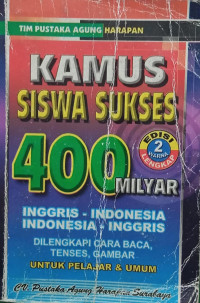 TIM PUSTAKA AGUNG HARAPAN
KAMUS
SISWA SUKSES
400
MILYAR
EDISI
2
WARNA
LENGKAP
INGGRIS - INDONESIA
INDONESIA - INGGRIS
DILENGKAPI CARA BACA,
TENSES, GAMBAR
UNTUK PELAJAR & UMUM
CV. Pustaka Agung Harapan Surabaya